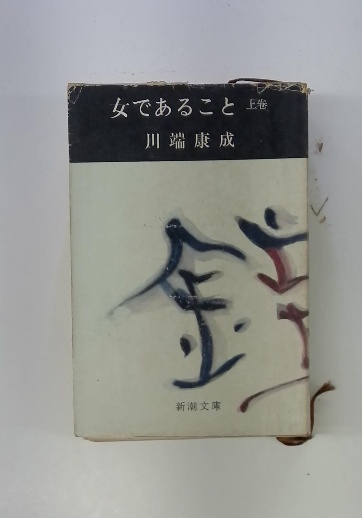 女であること 上巻
川端康成
新潮文庫